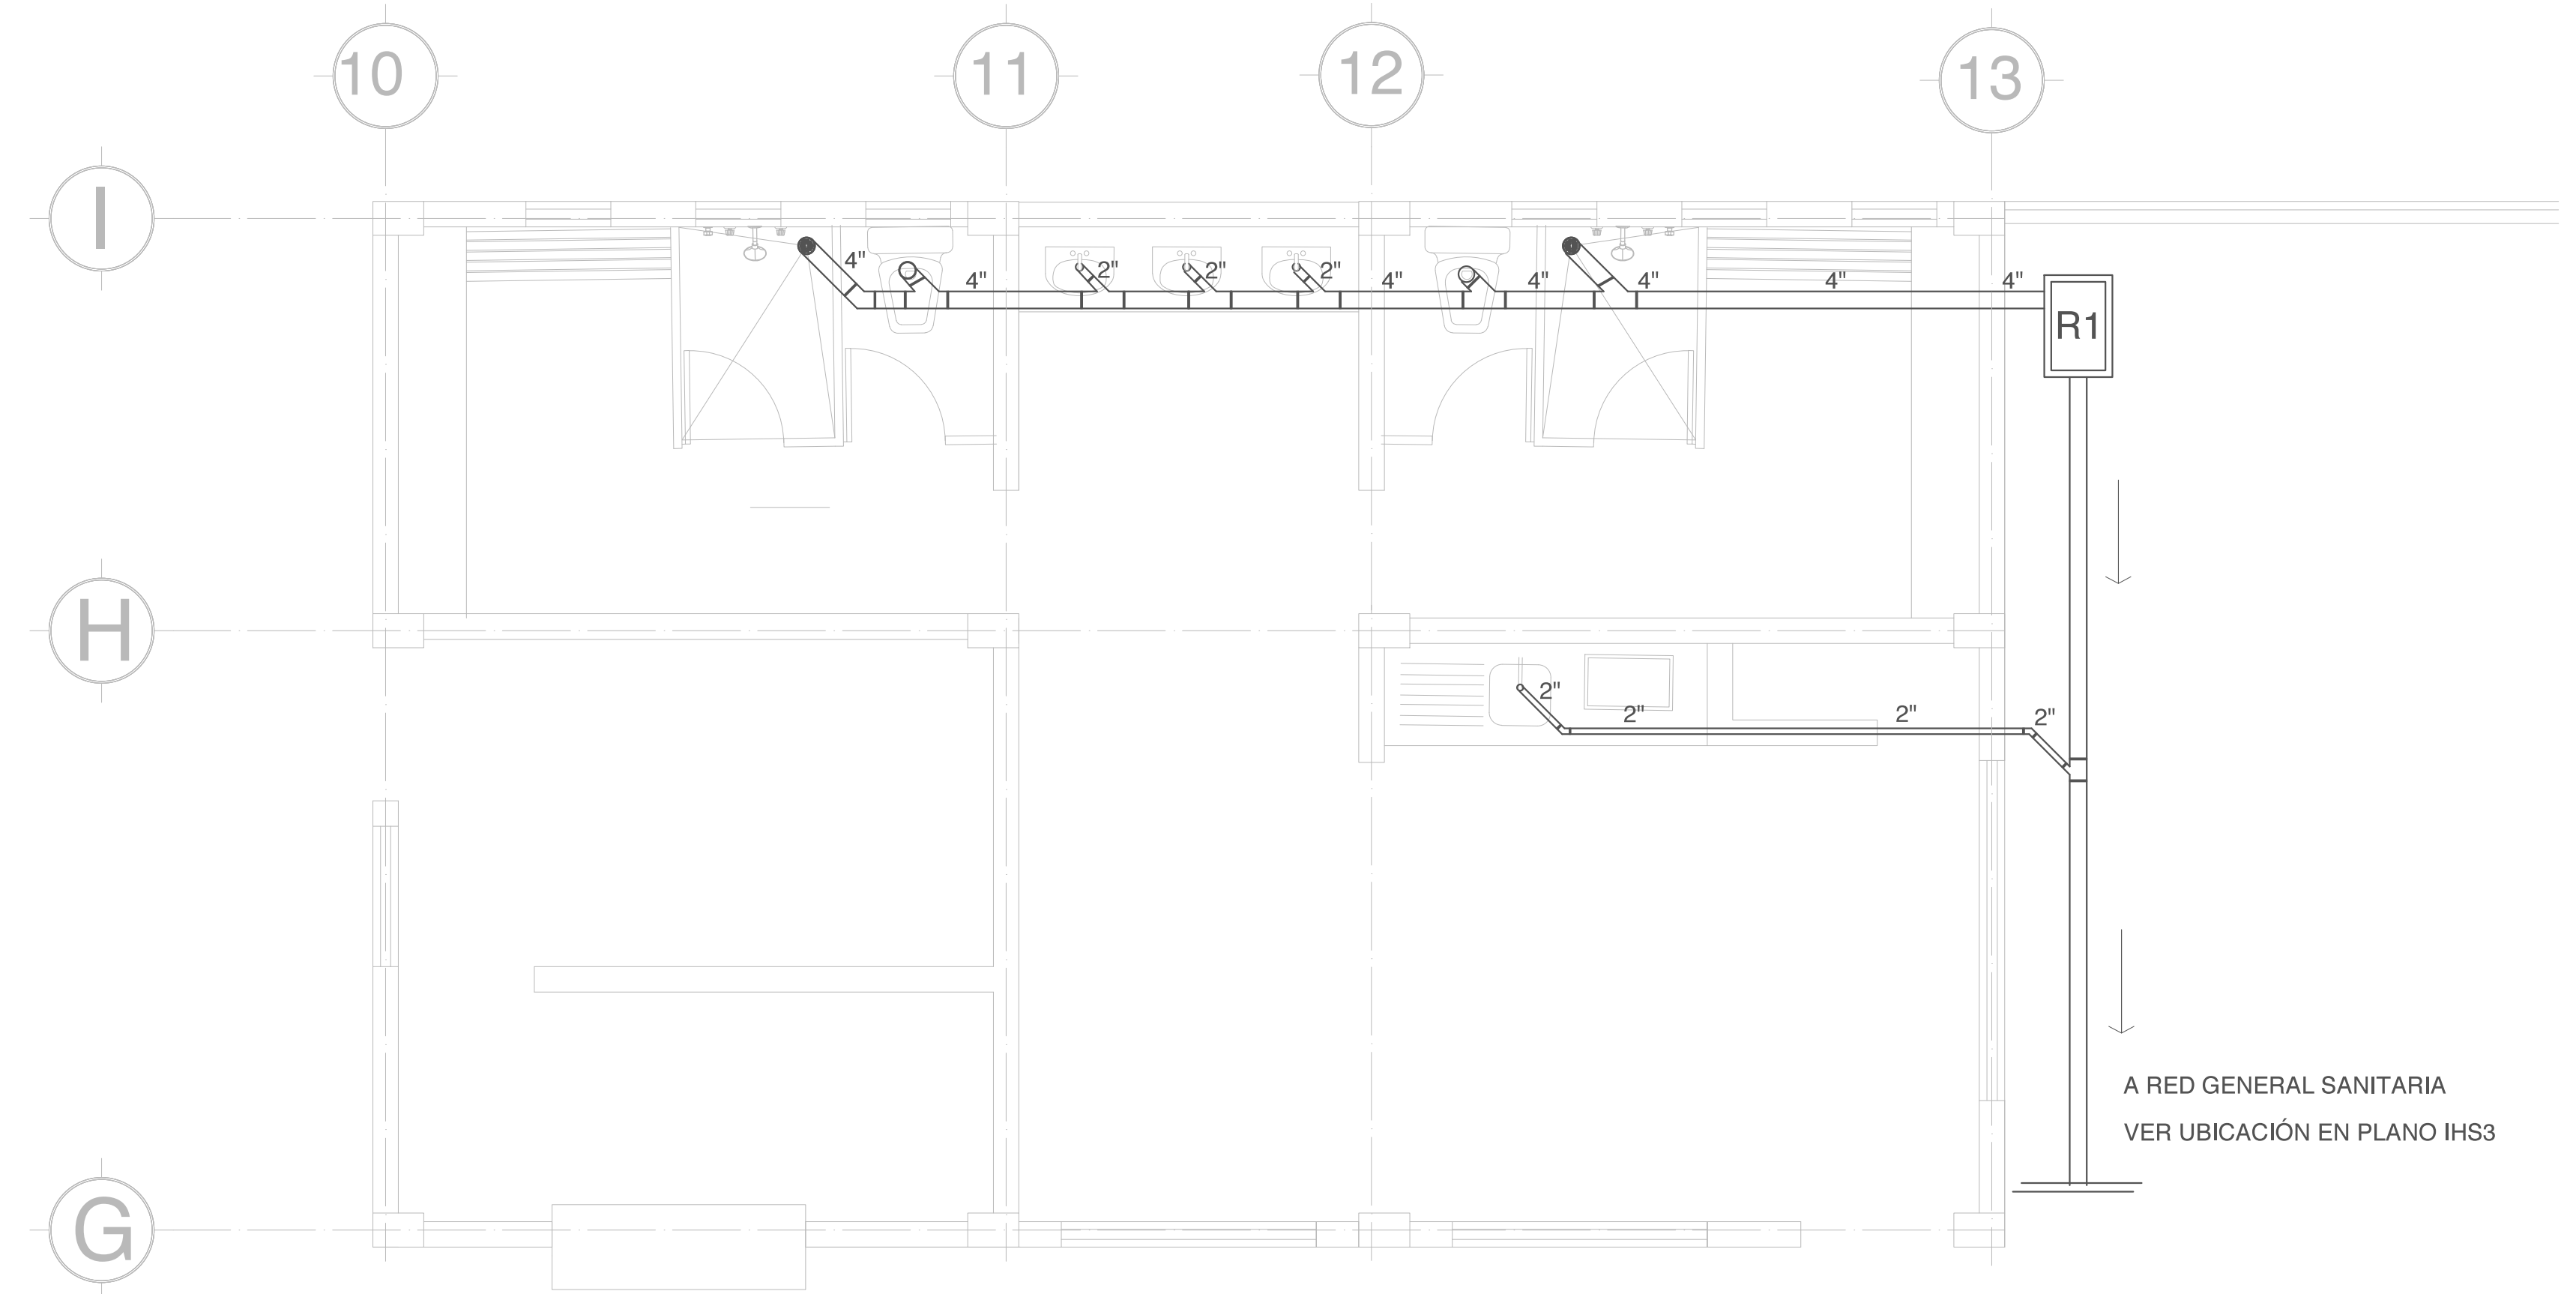 10 11 12 13
I
4" 4" 2" 2" 2" 4" 4" 4" 4" 4"
R1
H
2" 2" 2" 2"
A RED GENERAL SANITARIA
VER UBICACIÓN EN PLANO IHS3
G